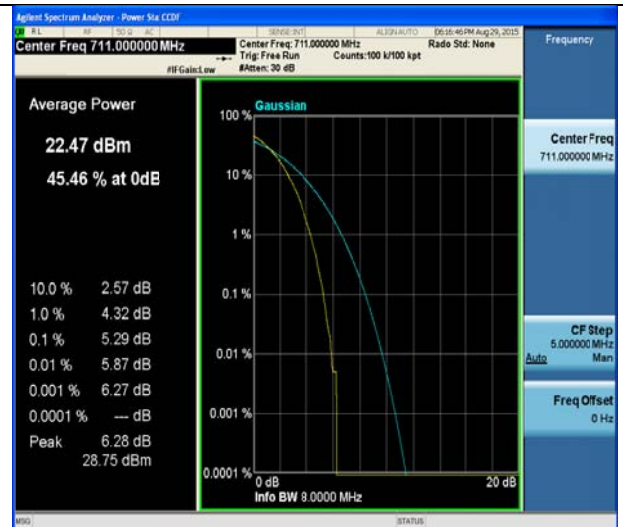 Agilent Spectrum Analyzer - Power Stat CCDF
RL RF 50 Ω AC SENSE:INT ALIGN AUTO 06:16:46 PM Aug 29, 2015
Center Freq 711.000000 MHz
Center Freq: 711.000000 MHz Radio Std: None
Trig: Free Run Counts:100 k/100 kpt
#IFGain:Low #Atten: 30 dB
Frequency
Average Power
22.47 dBm
45.46 % at 0dB
10.0 % 2.57 dB
1.0 % 4.32 dB
0.1 % 5.29 dB
0.01 % 5.87 dB
0.001 % 6.27 dB
0.0001 % --- dB
Peak 6.28 dB
28.75 dBm
Gaussian
100 %
10 %
1 %
0.1 %
0.01 %
0.001 %
0.0001 %
0 dB 20 dB
Info BW 8.0000 MHz
Center Freq
711.000000 MHz
CF Step
5.000000 MHz
Auto Man
Freq Offset
0 Hz
MSG STATUS